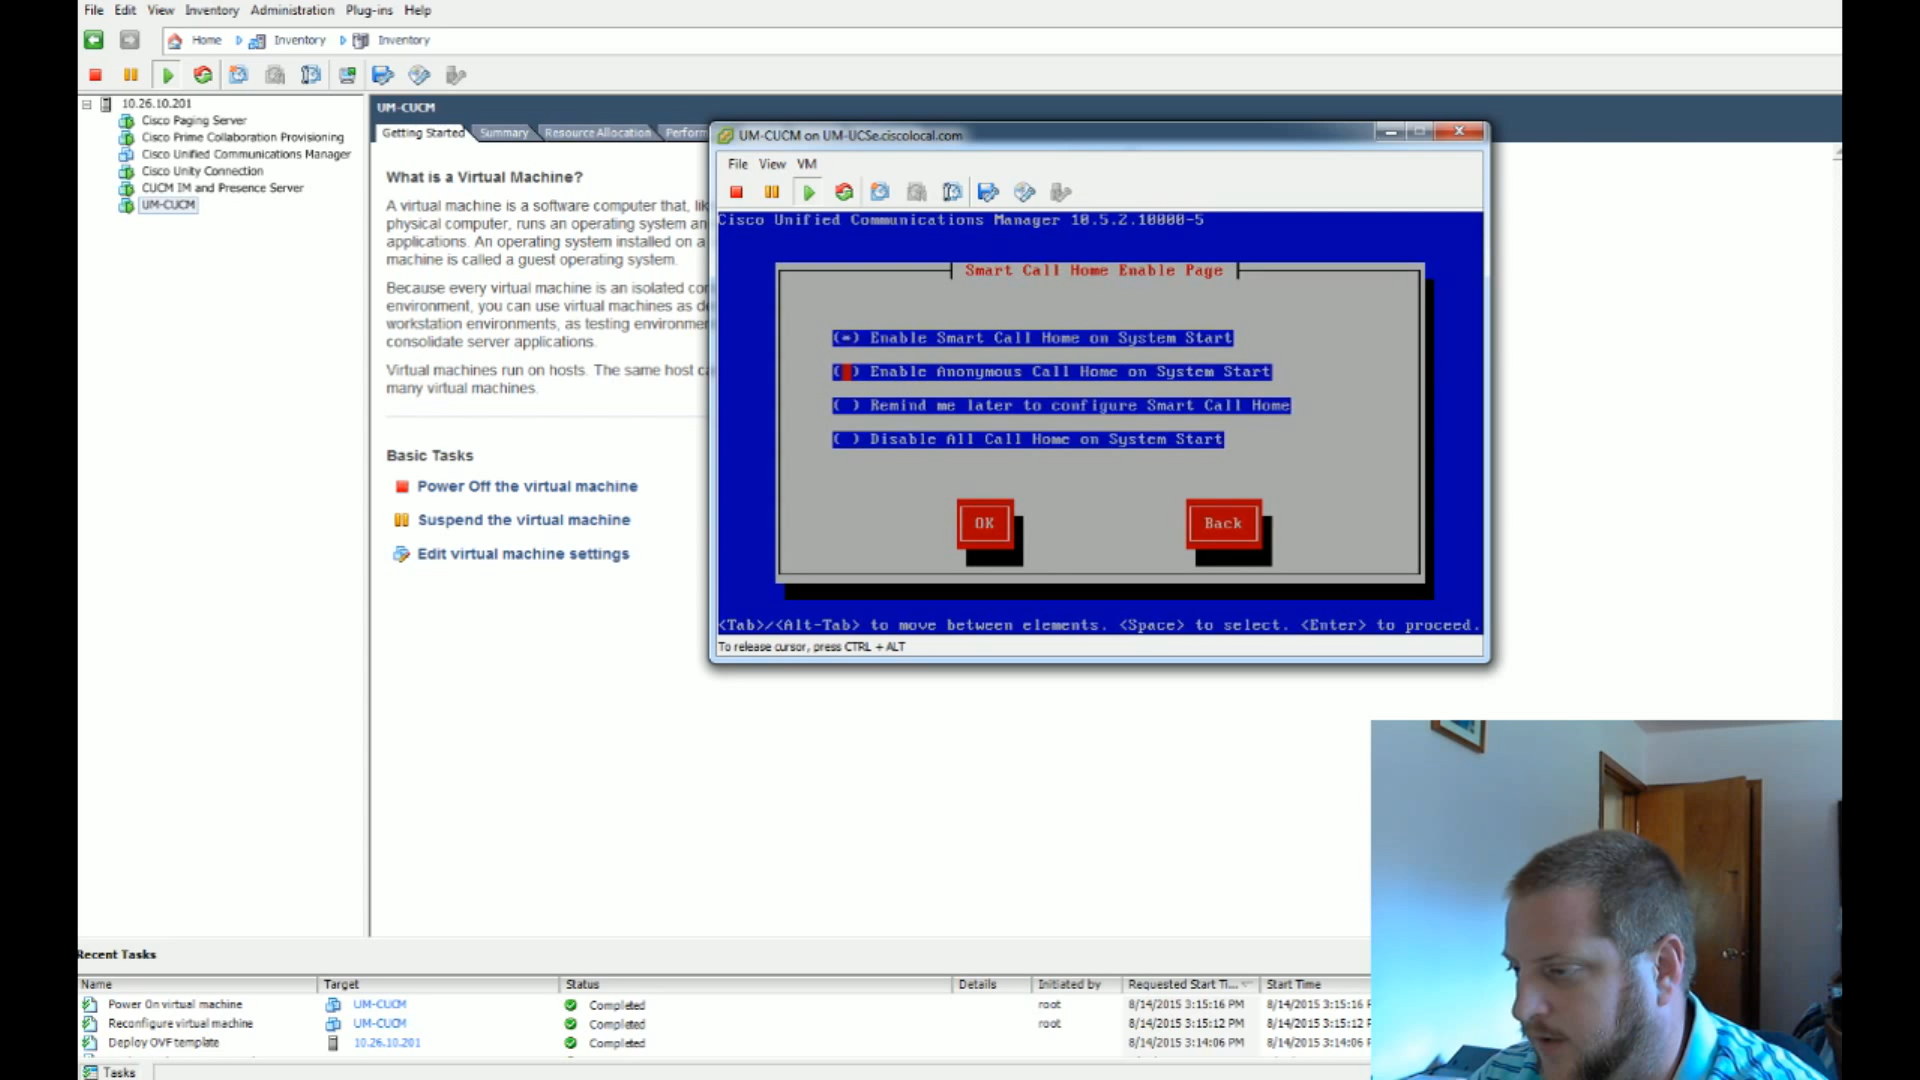 File Edit View Inventory Administration Plug-ins Help
Home Inventory Inventory
10.26.10.201
Cisco Paging Server
Cisco Prime Collaboration Provisioning
Cisco Unified Communications Manager
Cisco Unity Connection
CUCM IM and Presence Server
UM-CUCM
UM-CUCM
Getting Started Summary Resource Allocation Perform
What is a Virtual Machine?
A virtual machine is a software computer that, lik
physical computer, runs an operating system an
applications. An operating system installed on a
machine is called a guest operating system.
Because every virtual machine is an isolated co
environment, you can use virtual machines as de
workstation environments, as testing environmen
consolidate server applications.
Virtual machines run on hosts. The same host ca
many virtual machines.
Basic Tasks
Power Off the virtual machine
Suspend the virtual machine
Edit virtual machine settings
UM-CUCM on UM-UCSe.ciscolocal.com
File View VM
Cisco Unified Communications Manager 10.5.2.10000-5
Smart Call Home Enable Page
(*) Enable Smart Call Home on System Start
( ) Enable Anonymous Call Home on System Start
( ) Remind me later to configure Smart Call Home
( ) Disable All Call Home on System Start
OK Back
<Tab>/<Alt-Tab> to move between elements. <Space> to select. <Enter> to proceed.
To release cursor, press CTRL + ALT
Recent Tasks
Name Target Status Details Initiated by Requested Start Ti... Start Time
Power On virtual machine UM-CUCM Completed root 8/14/2015 3:15:16 PM 8/14/2015 3:15:16 P
Reconfigure virtual machine UM-CUCM Completed root 8/14/2015 3:15:12 PM 8/14/2015 3:15:12 P
Deploy OVF template 10.26.10.201 Completed 8/14/2015 3:14:06 PM 8/14/2015 3:14:06 P
Tasks